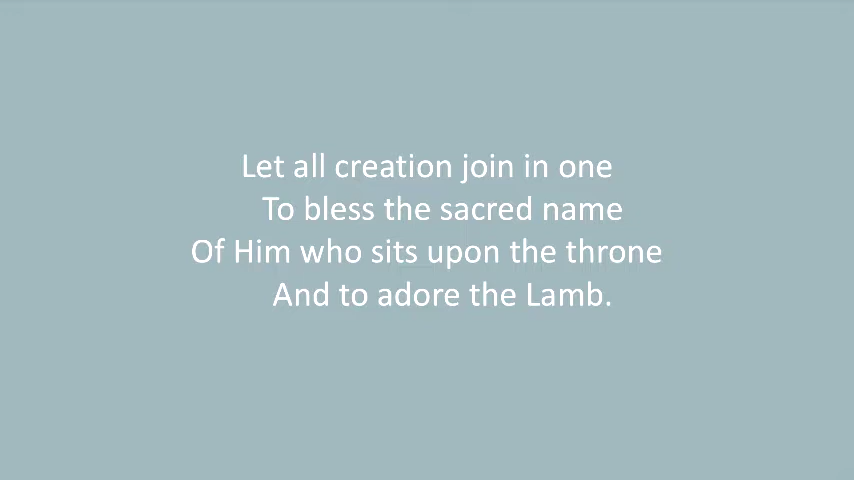 Let all creation join in one
To bless the sacred name
Of Him who sits upon the throne
And to adore the Lamb.